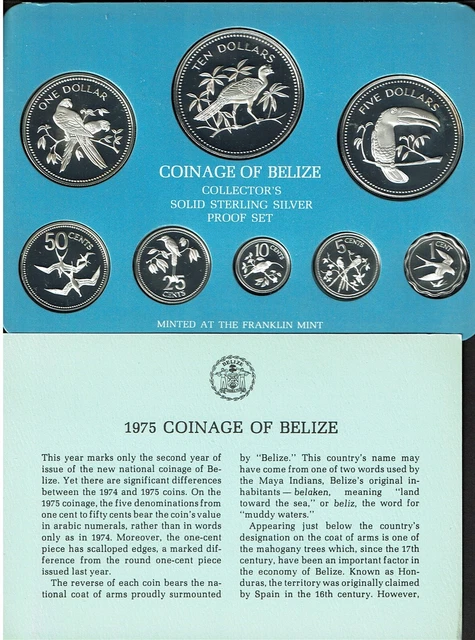 TEN DOLLARS
ONE DOLLAR
FIVE DOLLARS
COINAGE OF BELIZE
COLLECTOR'S
SOLID STERLING SILVER
PROOF SET
50 CENTS
25
CENTS
10
CENTS
5
CENTS
1
CENT
MINTED AT THE FRANKLIN MINT
BELIZE
1975 COINAGE OF BELIZE
This year marks only the second year of
issue of the new national coinage of Be-
lize. Yet there are significant differences
between the 1974 and 1975 coins. On the
1975 coinage, the five denominations from
one cent to fifty cents bear the coin's value
in arabic numerals, rather than in words
only as in 1974. Moreover, the one-cent
piece has scalloped edges, a marked dif-
ference from the round one-cent piece
issued last year.
The reverse of each coin bears the na-
tional coat of arms proudly surmounted
by "Belize." This country's name may
have come from one of two words used by
the Maya Indians, Belize's original in-
habitants — belaken, meaning "land
toward the sea," or beliz, the word for
"muddy waters."
Appearing just below the country's
designation on the coat of arms is one of
the mahogany trees which, since the 17th
century, have been an important factor in
the economy of Belize. Known as Hon-
duras, the territory was originally claimed
by Spain in the 16th century. However,